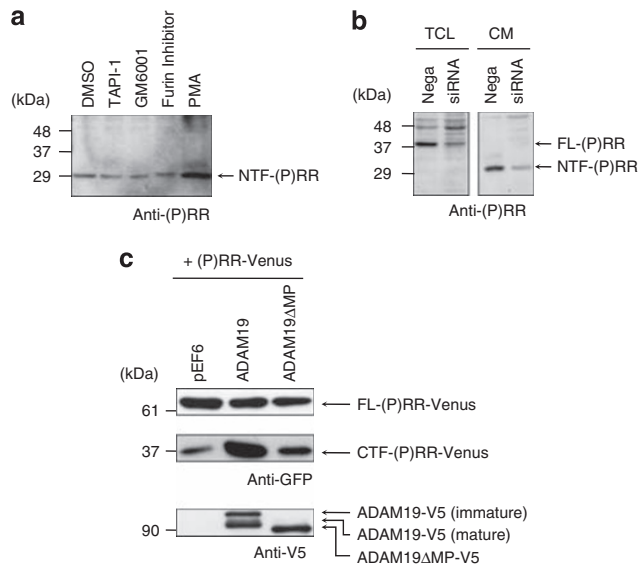 a
(kDa)
DMSO
TAPI-1
GM6001
Furin Inhibitor
PMA
48
37
29
NTF-(P)RR
Anti-(P)RR
b
TCL
CM
(kDa)
Nega
siRNA
Nega
siRNA
48
37
29
FL-(P)RR
NTF-(P)RR
Anti-(P)RR
c
+ (P)RR-Venus
(kDa)
pEF6
ADAM19
ADAM19ΔMP
61
FL-(P)RR-Venus
37
CTF-(P)RR-Venus
Anti-GFP
90
ADAM19-V5 (immature)
ADAM19-V5 (mature)
ADAM19ΔMP-V5
Anti-V5